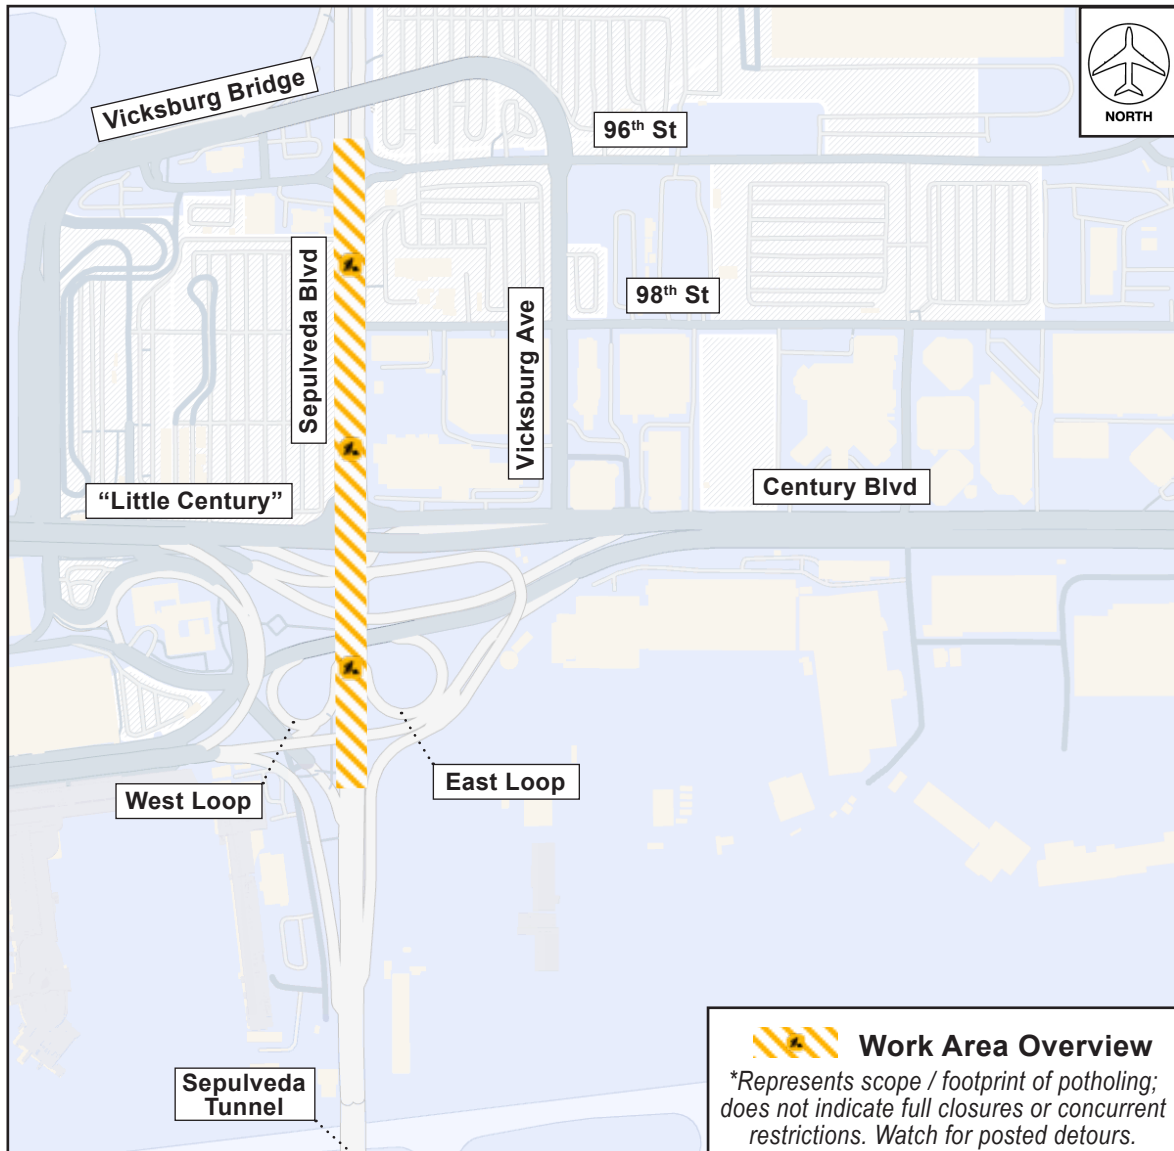 Vicksburg Bridge
NORTH
96th St
Sepulveda Blvd
98th St
Vicksburg Ave
“Little Century”
Century Blvd
West Loop
East Loop
Sepulveda
Tunnel
Work Area Overview
*Represents scope / footprint of potholing;
does not indicate full closures or concurrent
restrictions. Watch for posted detours.